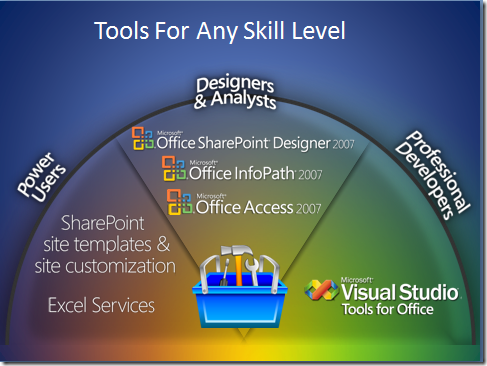 Tools For Any Skill Level
Designers
& Analysts
Power
Users
Professional
Developers
Microsoft®
Office SharePoint® Designer 2007
Microsoft®
Office InfoPath® 2007
Microsoft®
Office Access 2007
SharePoint
site templates &
site customization
Excel Services
Microsoft®
Visual Studio®
Tools for Office